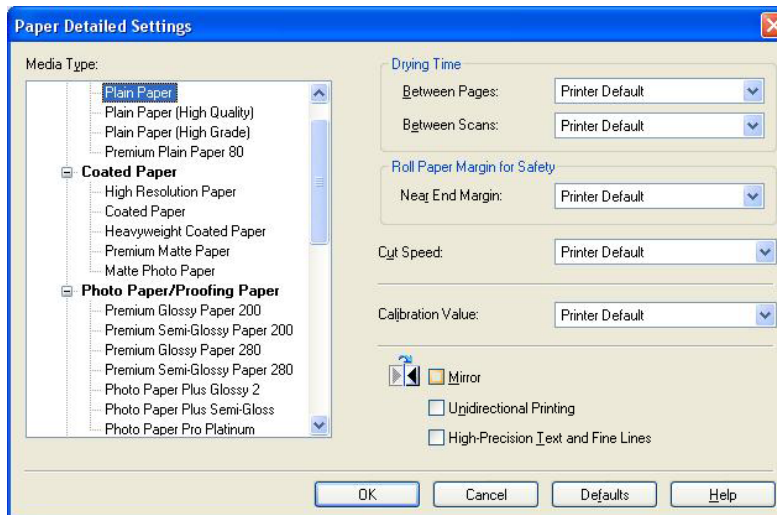 Paper Detailed Settings
Media Type:
Plain Paper
Plain Paper (High Quality)
Plain Paper (High Grade)
Premium Plain Paper 80
Coated Paper
High Resolution Paper
Coated Paper
Heavyweight Coated Paper
Premium Matte Paper
Matte Photo Paper
Photo Paper/Proofing Paper
Premium Glossy Paper 200
Premium Semi-Glossy Paper 200
Premium Glossy Paper 280
Premium Semi-Glossy Paper 280
Photo Paper Plus Glossy 2
Photo Paper Plus Semi-Gloss
Photo Paper Pro Platinum
Drying Time
Between Pages: Printer Default
Between Scans: Printer Default
Roll Paper Margin for Safety
Near End Margin: Printer Default
Cut Speed: Printer Default
Calibration Value: Printer Default
Mirror
Unidirectional Printing
High-Precision Text and Fine Lines
OK Cancel Defaults Help